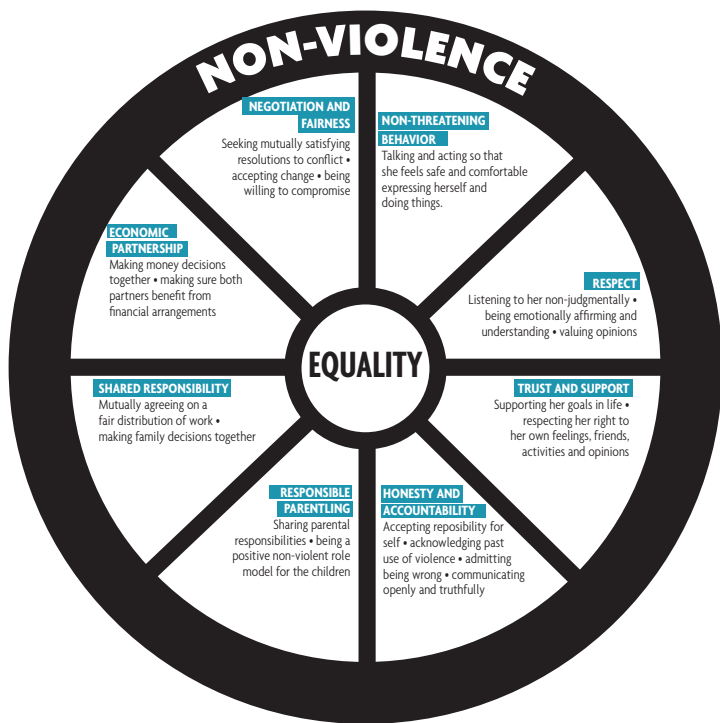 NON-VIOLENCE
NEGOTIATION AND
FAIRNESS
Seeking mutually satisfying
resolutions to conflict •
accepting change • being
willing to compromise
NON-THREATENING
BEHAVIOR
Talking and acting so that
she feels safe and comfortable
expressing herself and
doing things.
ECONOMIC
PARTNERSHIP
Making money decisions
together • making sure both
partners benefit from
financial arrangements
RESPECT
Listening to her non-judgmentally •
being emotionally affirming and
understanding • valuing opinions
EQUALITY
SHARED RESPONSIBILITY
Mutually agreeing on a
fair distribution of work •
making family decisions together
TRUST AND SUPPORT
Supporting her goals in life •
respecting her right to
her own feelings, friends,
activities and opinions
RESPONSIBLE
PARENTLING
Sharing parental
responsibilities • being a
positive non-violent role
model for the children
HONESTY AND
ACCOUNTABILITY
Accepting reposibility for
self • acknowledging past
use of violence • admitting
being wrong • communicating
openly and truthfully